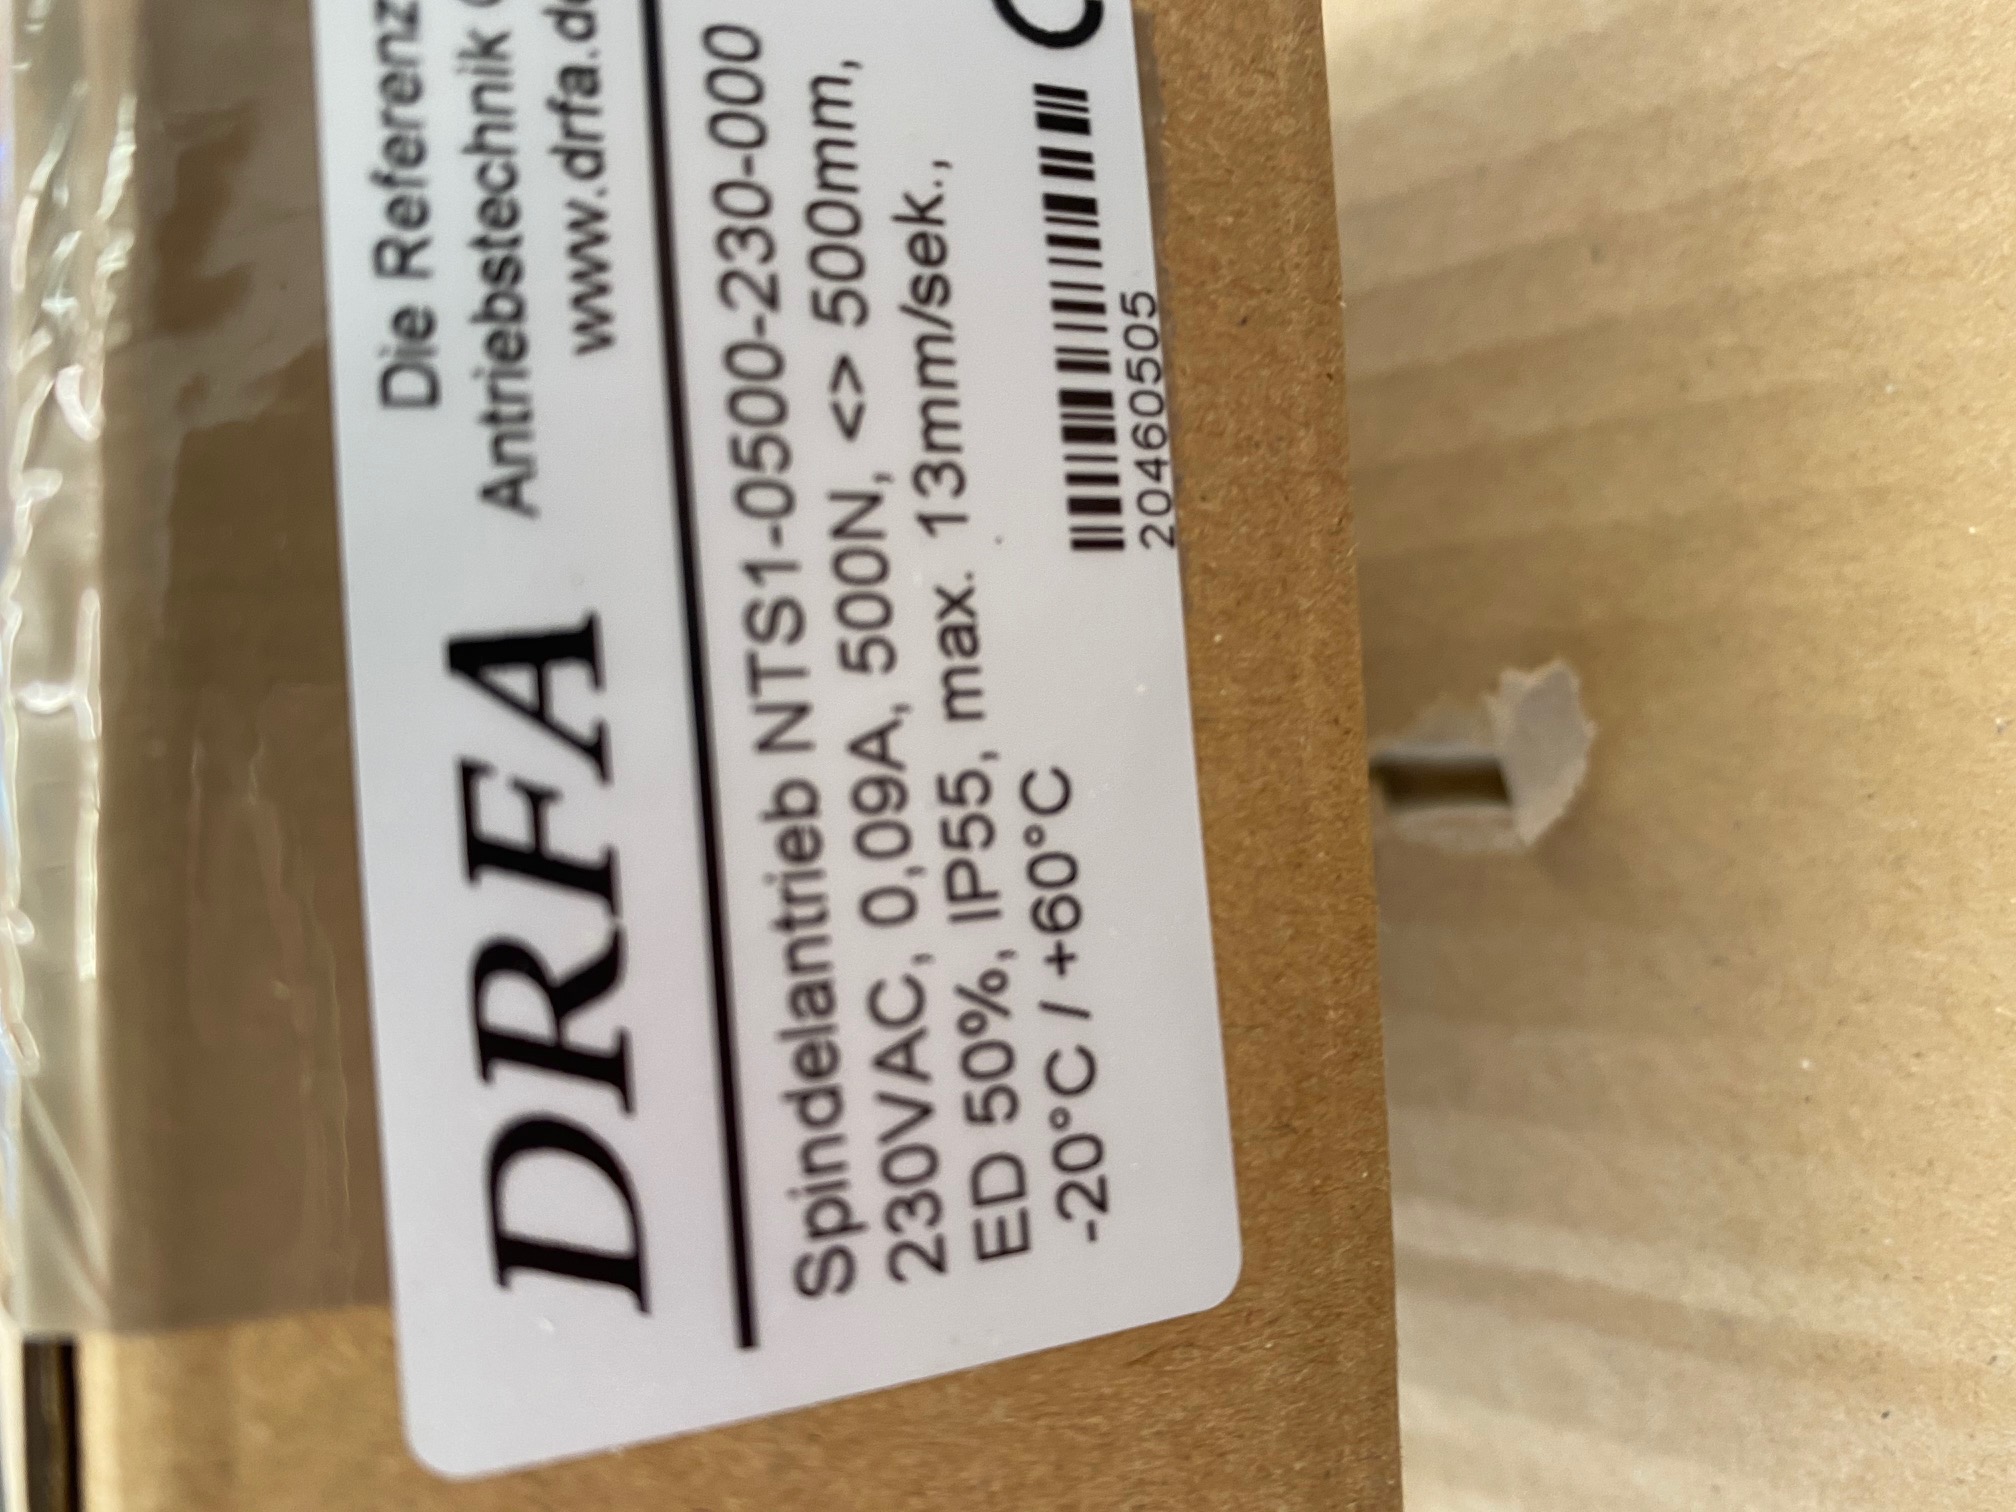 DRFA
Die Referenz
Antriebstechnik
www.drfa.de
Spindelantrieb NTS1-0500-230-000
230VAC, 0,09A, 500N, <> 500mm,
ED 50%, IP55, max. 13mm/sek.,
-20°C / +60°C
20460505